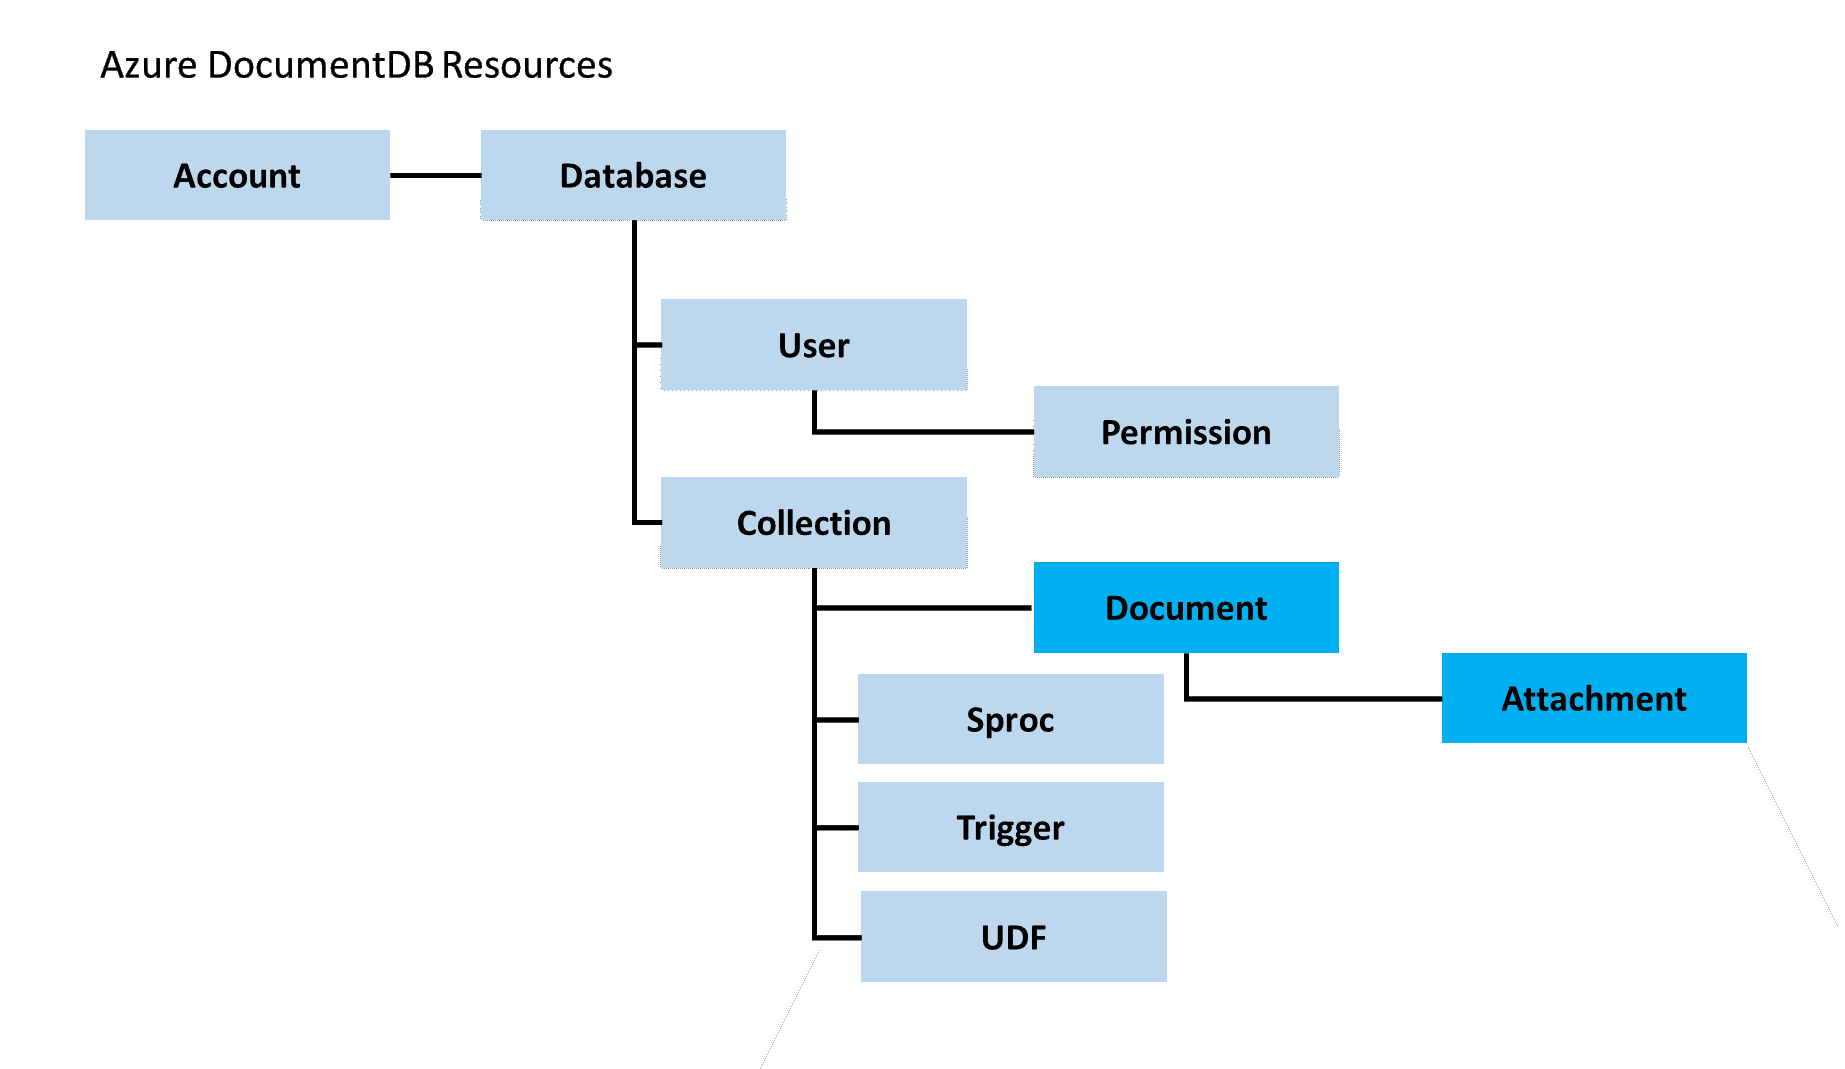 Azure DocumentDB Resources
Account
Database
User
Permission
Collection
Document
Attachment
Sproc
Trigger
UDF